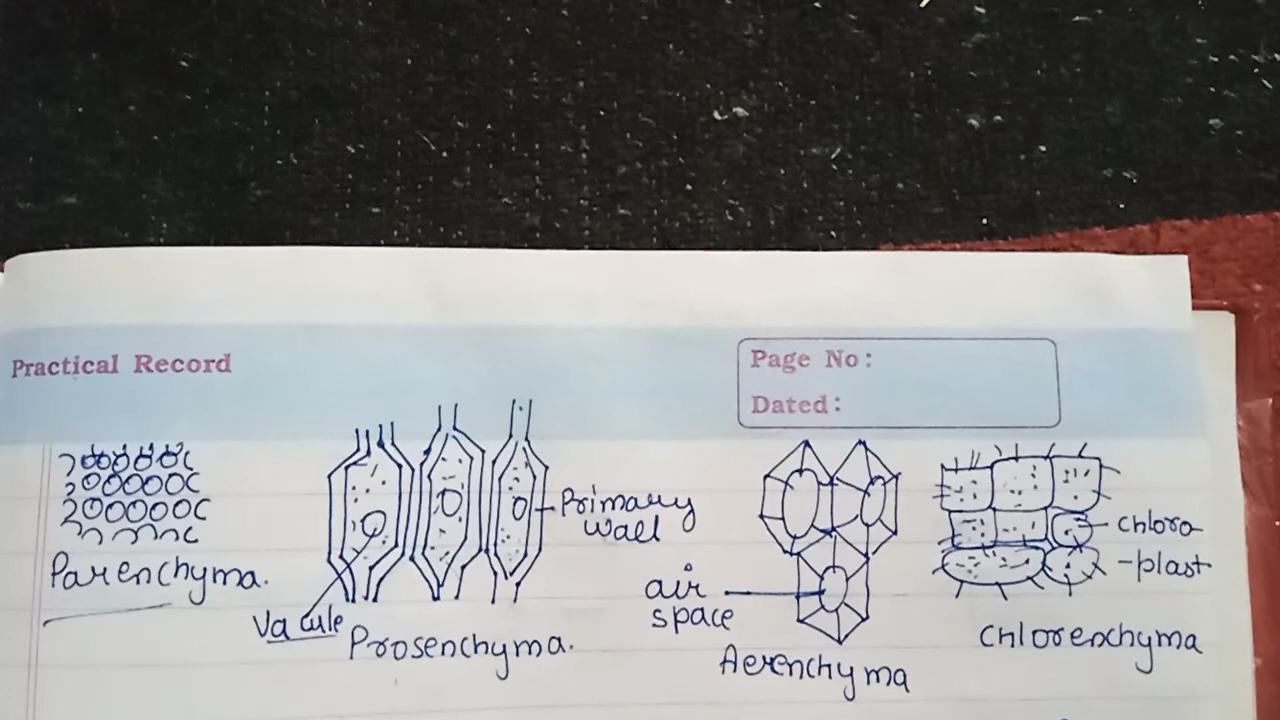 Practical Record
Page No:
Dated:
Parenchyma.
Vacule
Prosenchyma.
Primary
wall
air
space
Aerenchyma
chloro
-plast
Chlorenchyma